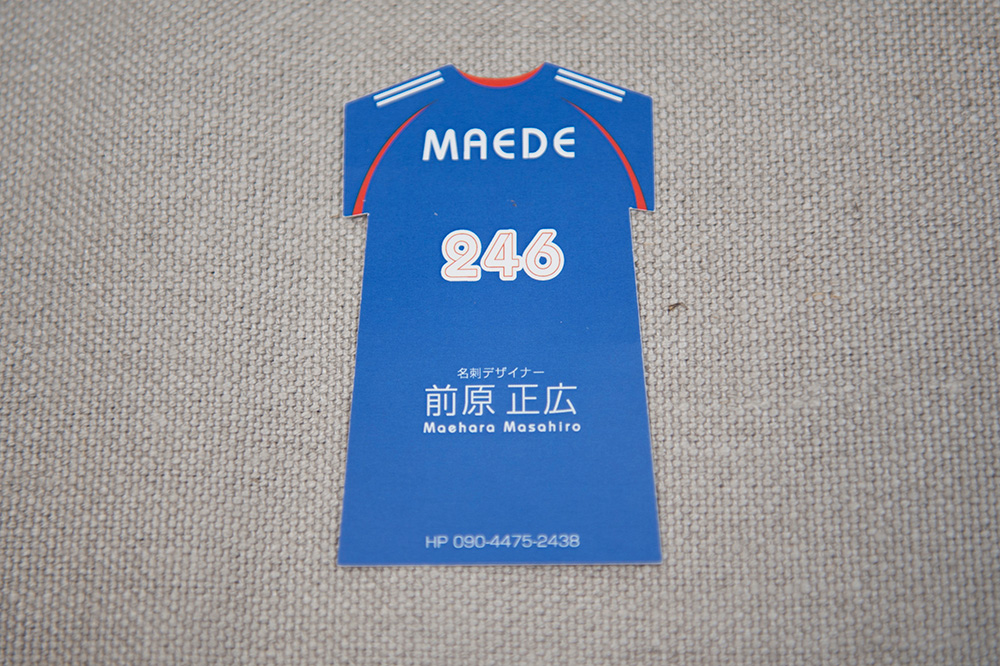 MAEDE
246
名刺デザイナー
前原 正広
Maehara Masahiro
HP 090-4475-2438